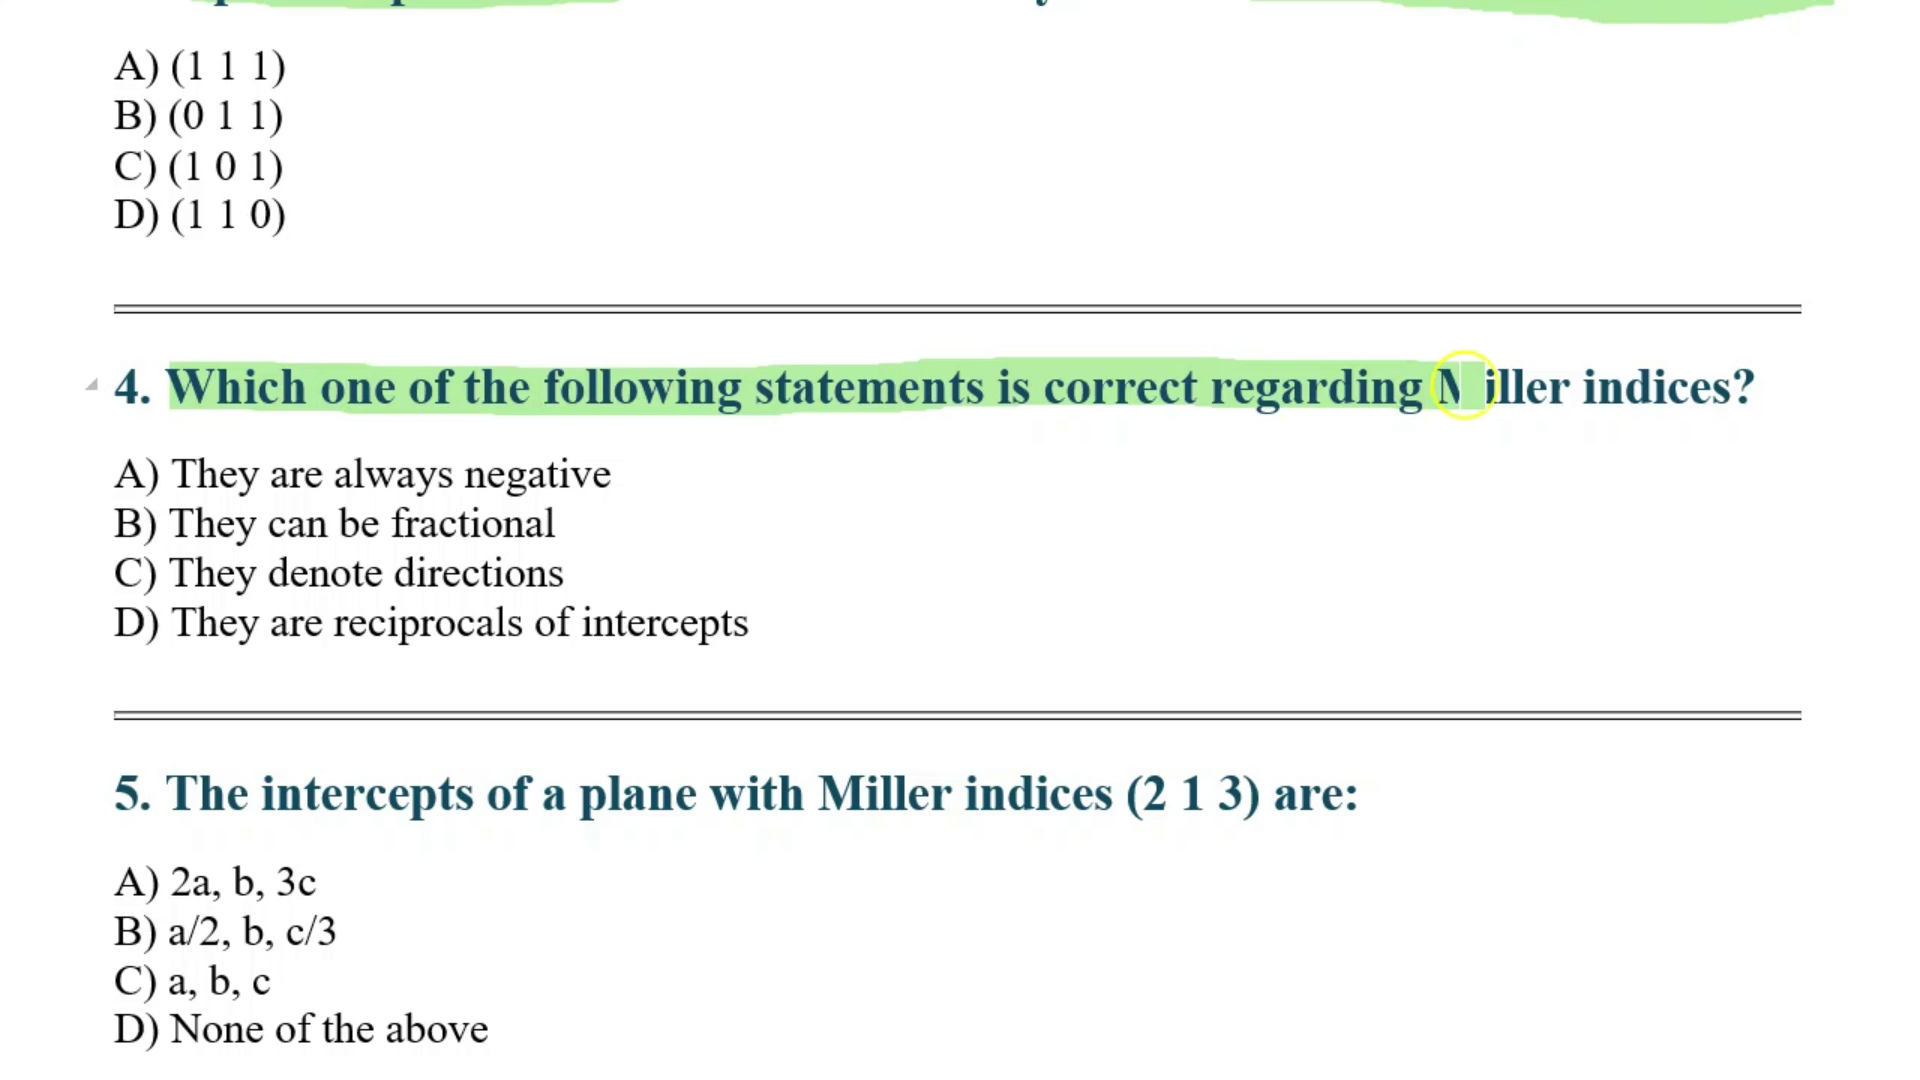 A) (1 1 1)
B) (0 1 1)
C) (1 0 1)
D) (1 1 0)
4. Which one of the following statements is correct regarding Miller indices?
A) They are always negative
B) They can be fractional
C) They denote directions
D) They are reciprocals of intercepts
5. The intercepts of a plane with Miller indices (2 1 3) are:
A) 2a, b, 3c
B) a/2, b, c/3
C) a, b, c
D) None of the above